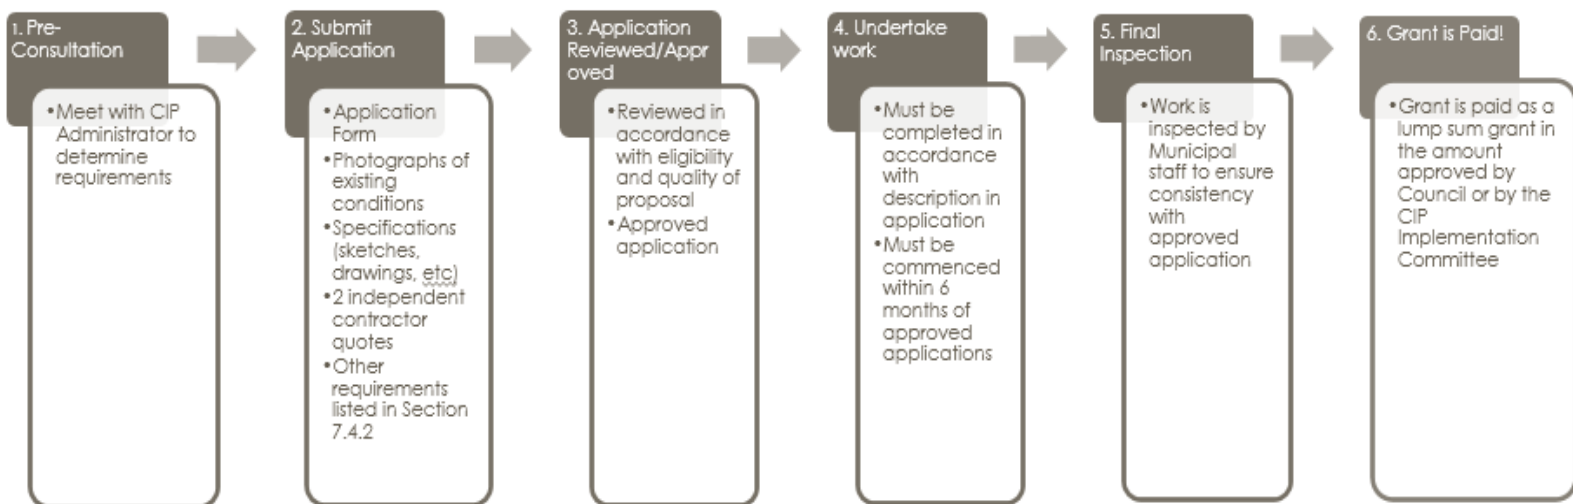 1. Pre-
Consultation
•Meet with CIP
Administrator to
determine
requirements
2. Submit
Application
•Application
Form
•Photographs of
existing
conditions
•Specifications
(sketches,
drawings, etc)
•2 independent
contractor
quotes
•Other
requirements
listed in Section
7.4.2
3. Application
Reviewed/Appr
oved
•Reviewed in
accordance
with eligibility
and quality of
proposal
•Approved
application
4. Undertake
work
•Must be
completed in
accordance
with
description in
application
•Must be
commenced
within 6
months of
approved
applications
5. Final
Inspection
•Work is
inspected by
Municipal
staff to ensure
consistency
with
approved
application
6. Grant is Paid!
•Grant is paid as a
lump sum grant in
the amount
approved by
Council or by the
CIP
Implementation
Committee